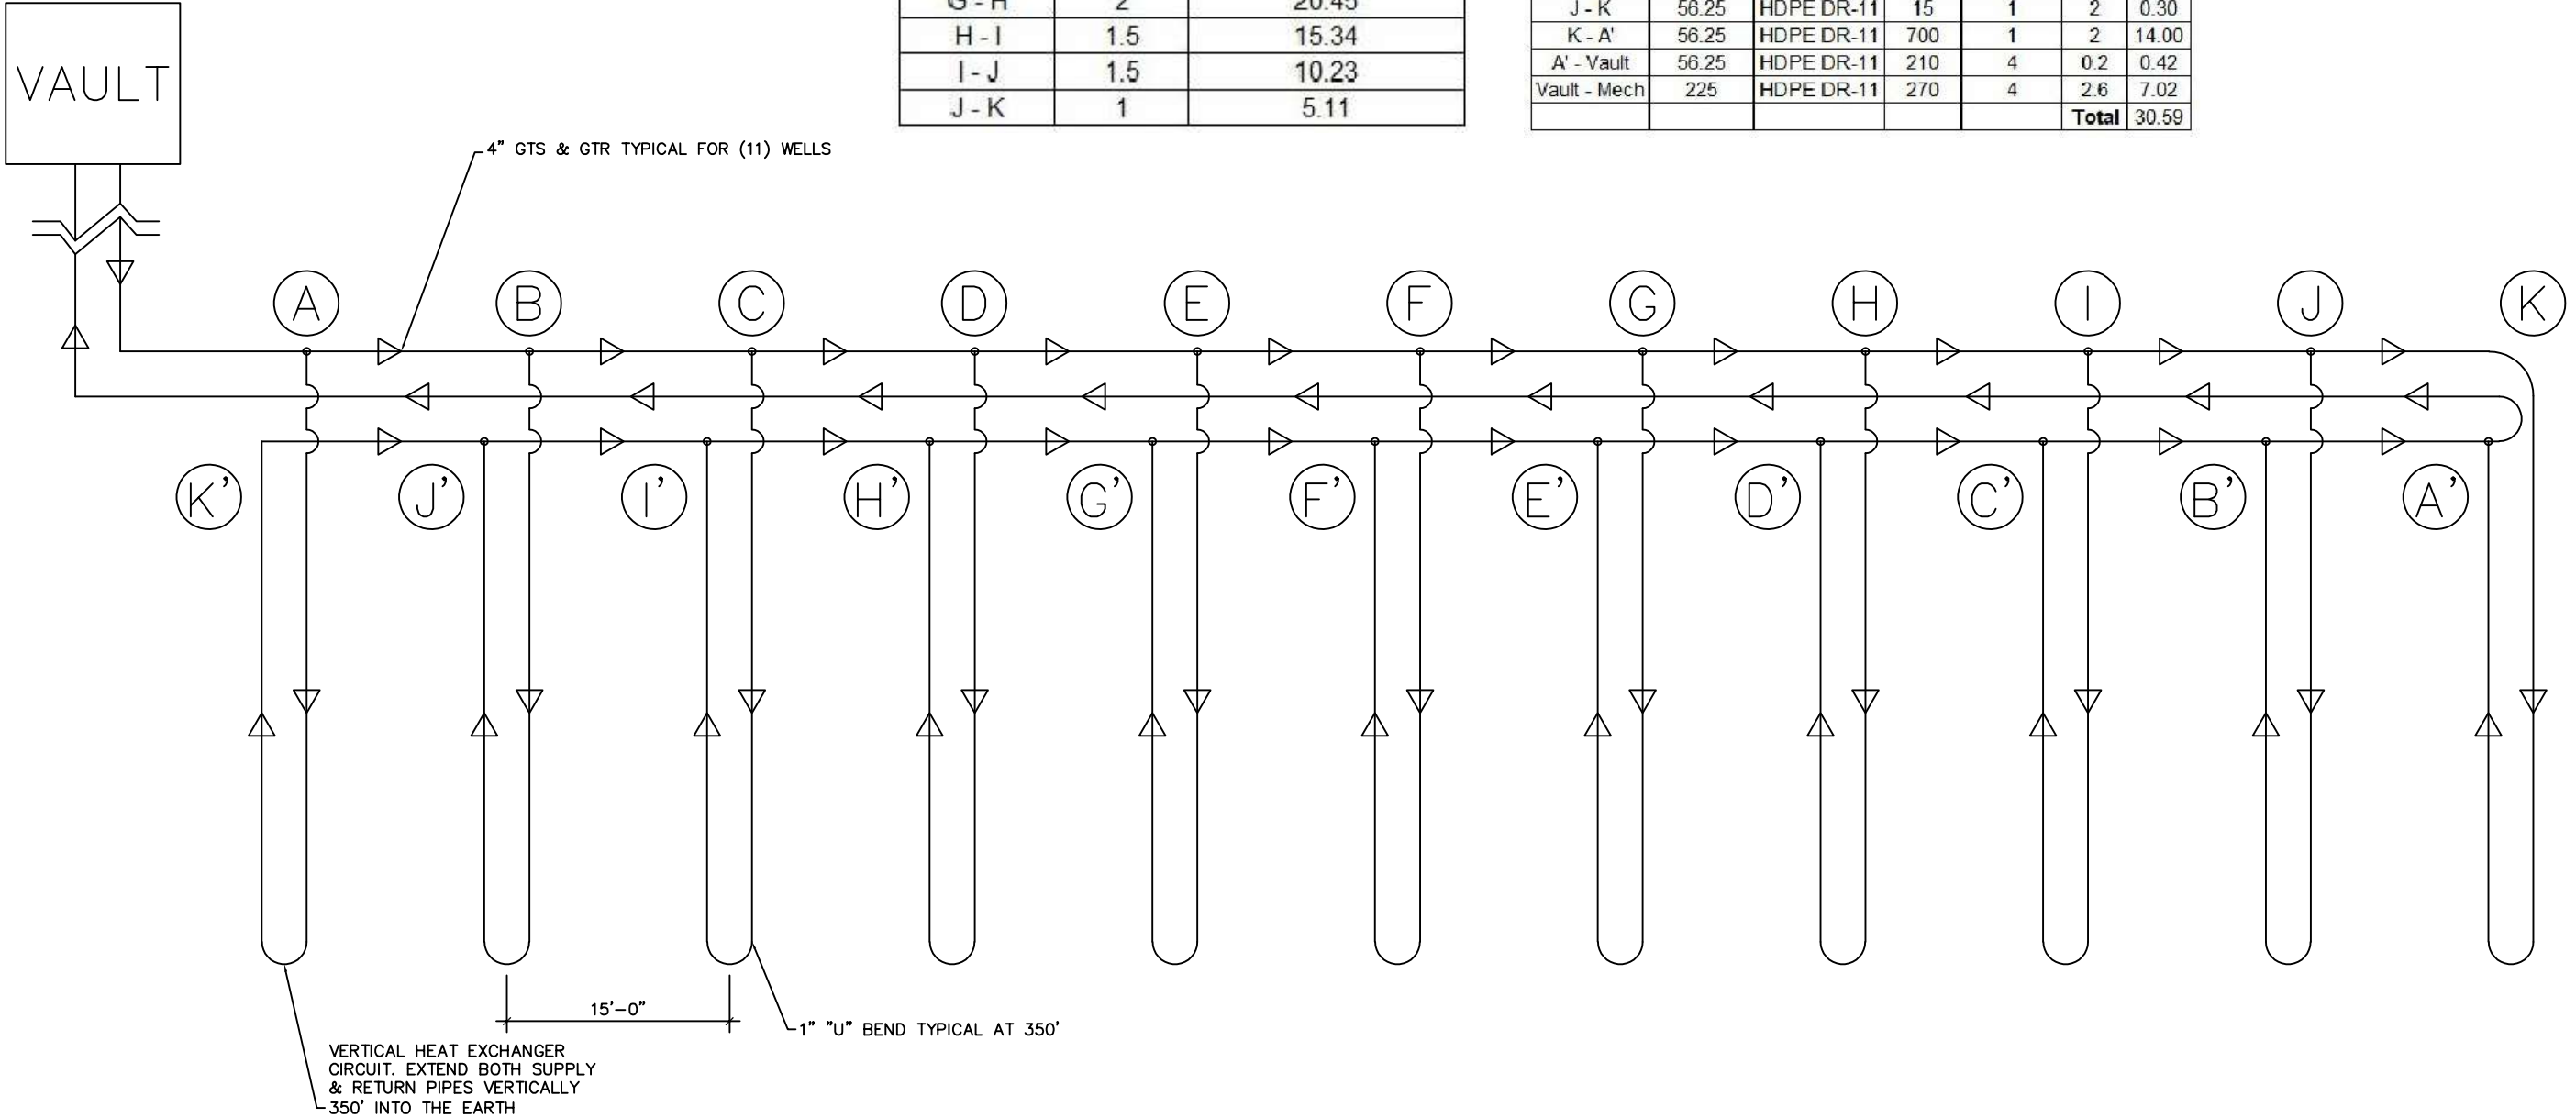 G - H 2 20.45
H - I 1.5 15.34
I - J 1.5 10.23
J - K 1 5.11
J - K 56.25 HDPE DR-11 15 1 2 0.30
K - A' 56.25 HDPE DR-11 700 1 2 14.00
A' - Vault 56.25 HDPE DR-11 210 4 0.2 0.42
Vault - Mech 225 HDPE DR-11 270 4 2.6 7.02
Total 30.59
VAULT
4" GTS & GTR TYPICAL FOR (11) WELLS
A B C D E F G H I J K
K' J' I' H' G' F' E' D' C' B' A'
15'-0"
1" "U" BEND TYPICAL AT 350'
VERTICAL HEAT EXCHANGER
CIRCUIT. EXTEND BOTH SUPPLY
& RETURN PIPES VERTICALLY
350' INTO THE EARTH